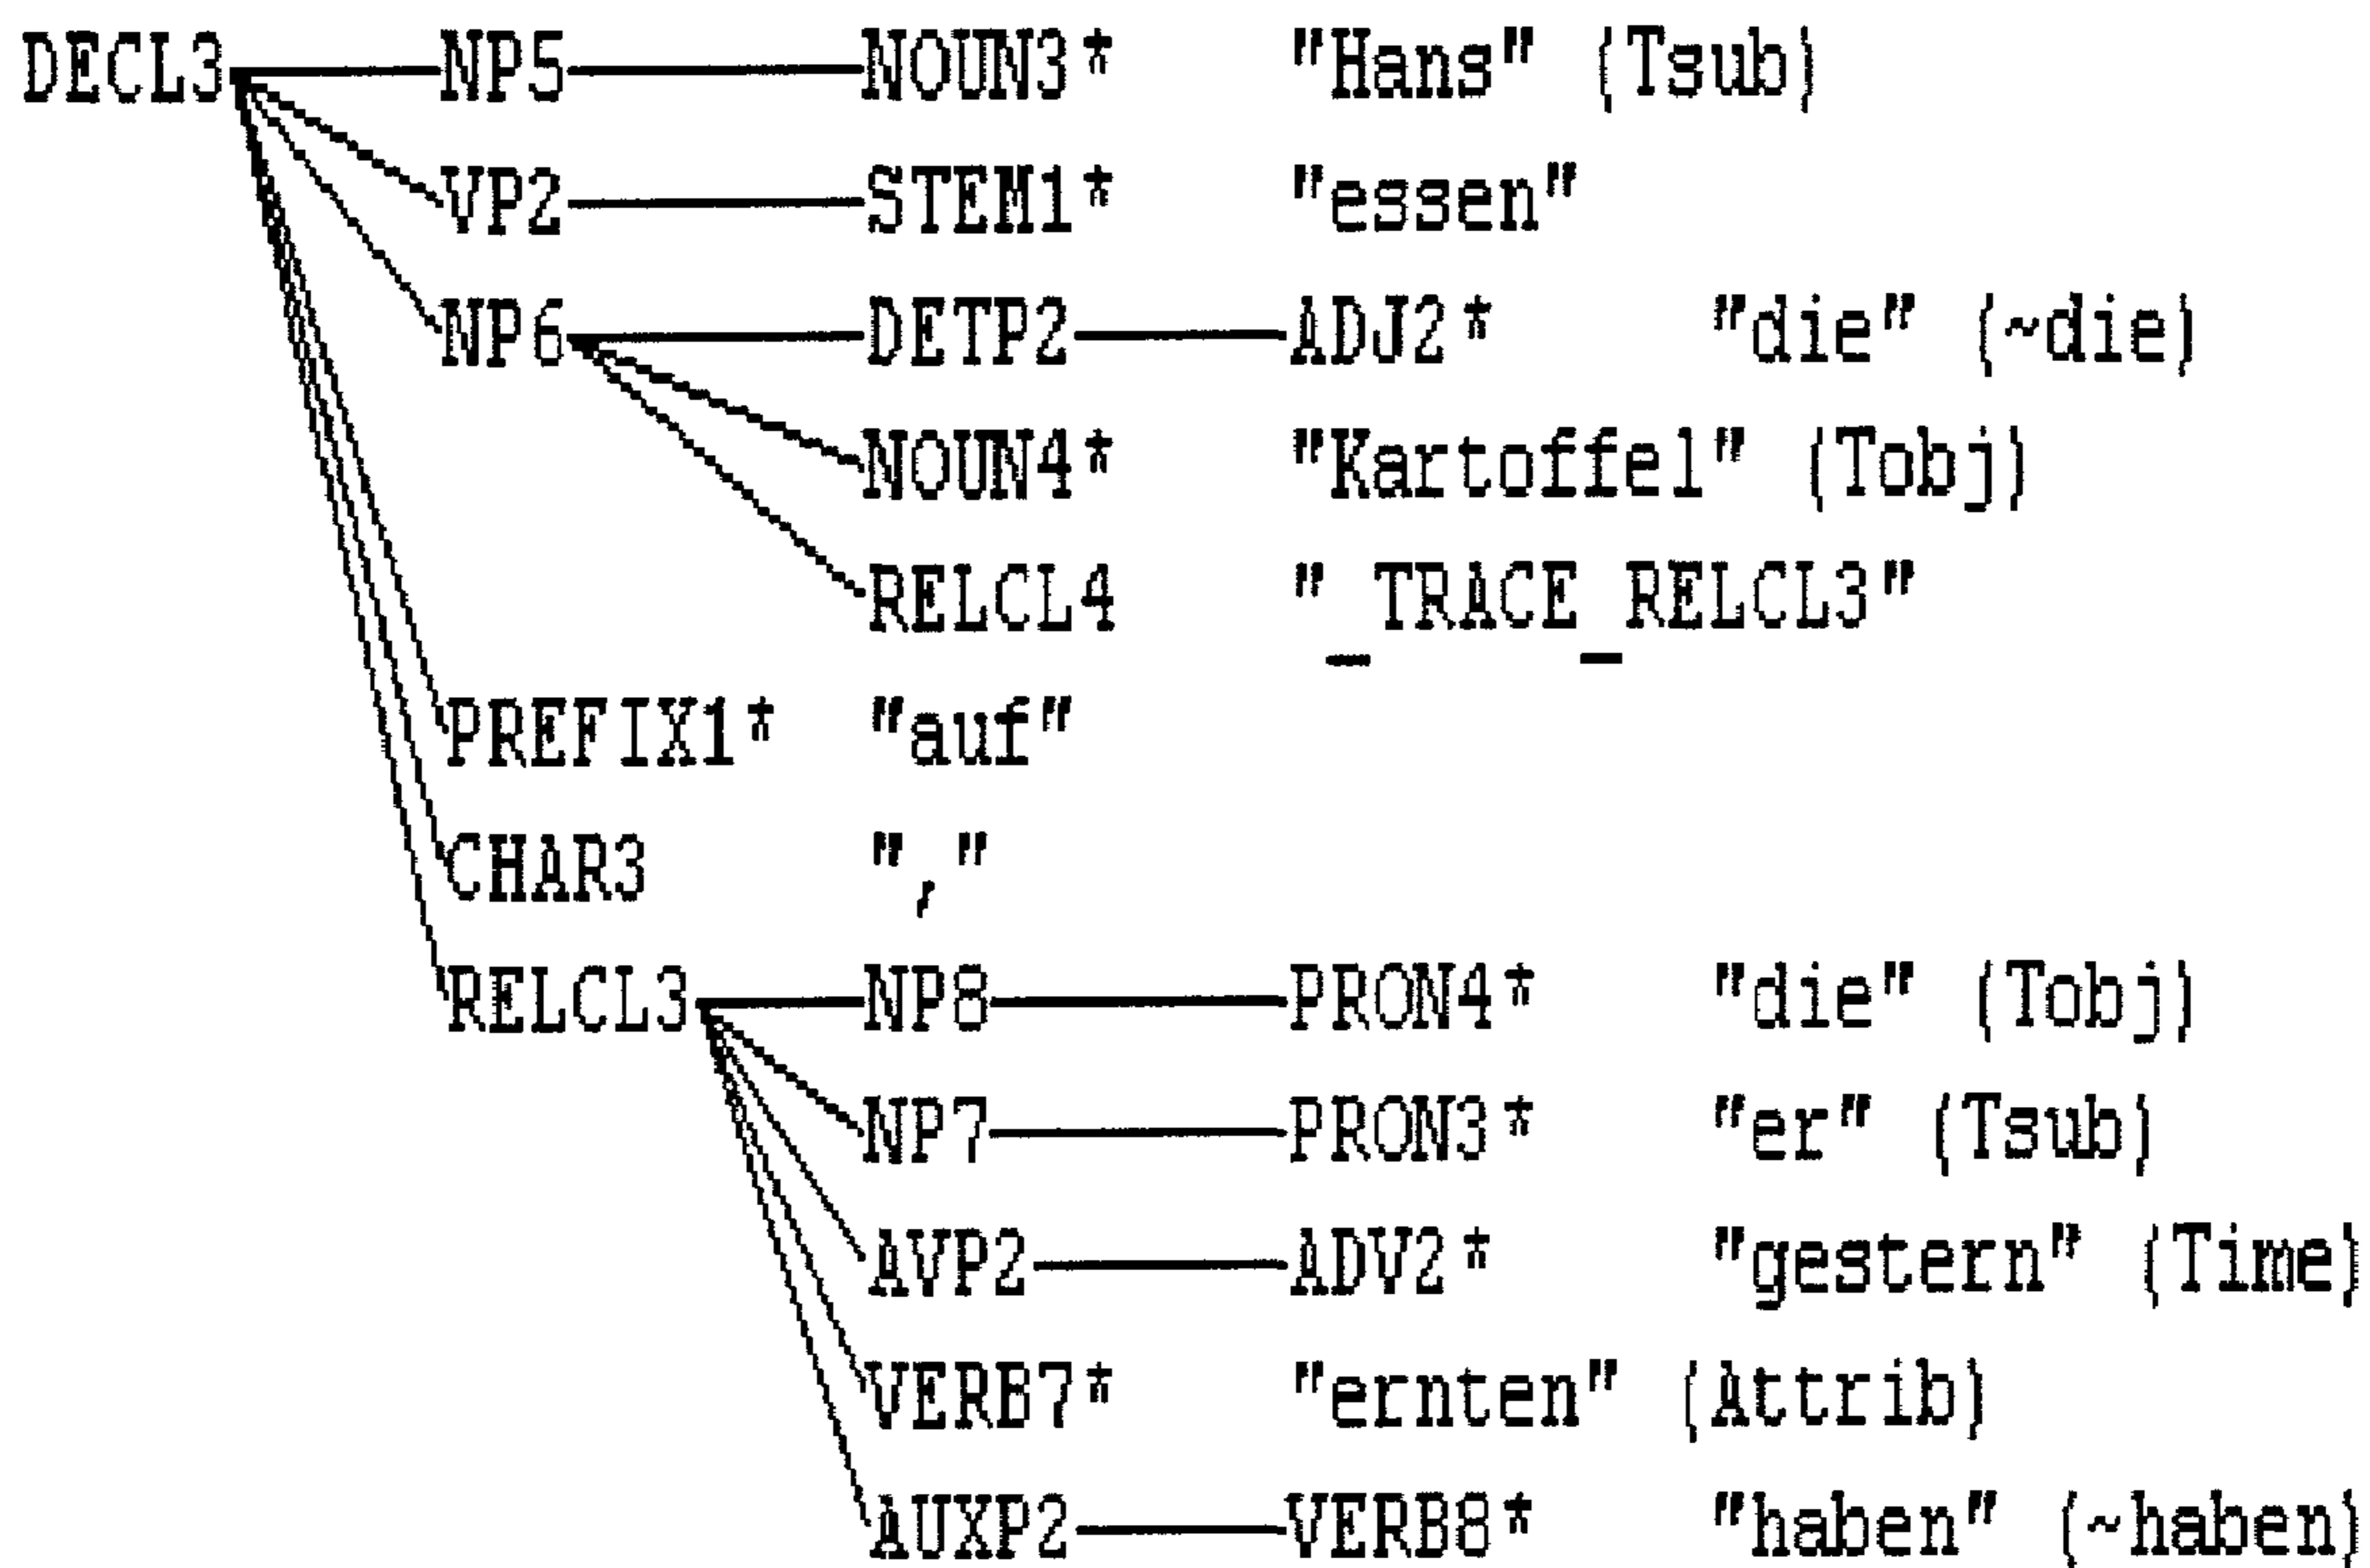 DECL3 NP5 NOUN3* "Hans" (Tsub)
VP2 STEM1* "essen"
NP6 DETP2 ADJ2* "die" (~die)
NOUN4* "Kartoffel" (Tobj)
RELCL4 "_TRACE_RELCL3"
PREFIX1* "auf"
CHAR3 ","
RELCL3 NP8 PRON4* "die" (Tobj)
NP7 PRON3* "er" (Tsub)
AVP2 ADV2* "gestern" (Time)
VERB7* "ernten" (Attrib)
AUXP2 VERB8* "haben" (~haben)